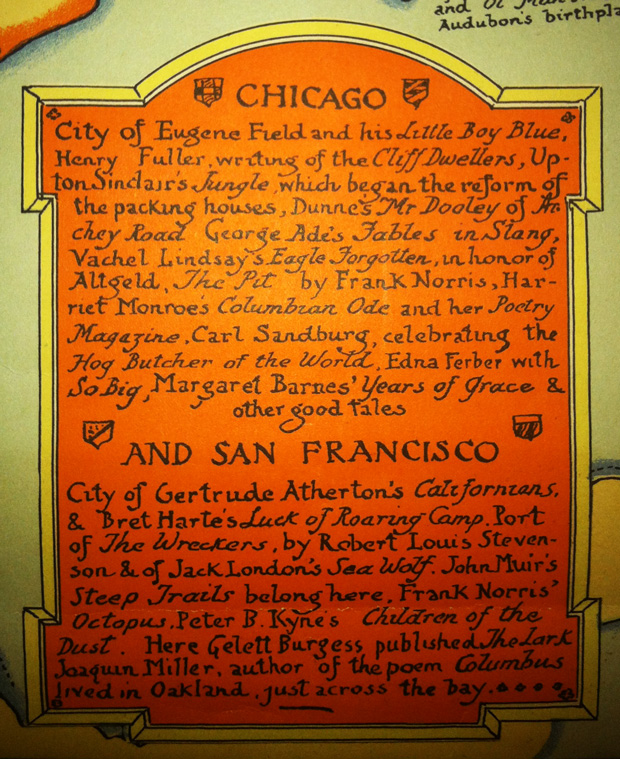 and Ol' Man
Audubon's birthpla
CHICAGO
City of Eugene Field and his Little Boy Blue,
Henry Fuller, writing of the Cliff Dwellers, Up-
ton Sinclair's Jungle, which began the reform of
the packing houses, Dunne's Mr Dooley of Ar-
chey Road George Ade's Fables in Slang,
Vachel Lindsay's Eagle Forgotten, in honor of
Altgeld, The Pit by Frank Norris, Har-
riet Monroe's Columbian Ode and her Poetry
Magazine, Carl Sandburg, celebrating the
Hog Butcher of the World, Edna Ferber with
So Big, Margaret Barnes' Years of Grace &
other good tales
AND SAN FRANCISCO
City of Gertrude Atherton's Californians,
& Bret Harte's Luck of Roaring Camp. Port
of The Wreckers, by Robert Louis Steven-
son & of Jack London's Sea Wolf. John Muir's
Steep Trails belong here, Frank Norris'
Octopus, Peter B. Kyne's Children of the
Dust. Here Gelett Burgess published The Lark
Joaquin Miller, author of the poem Columbus
lived in Oakland, just across the bay.